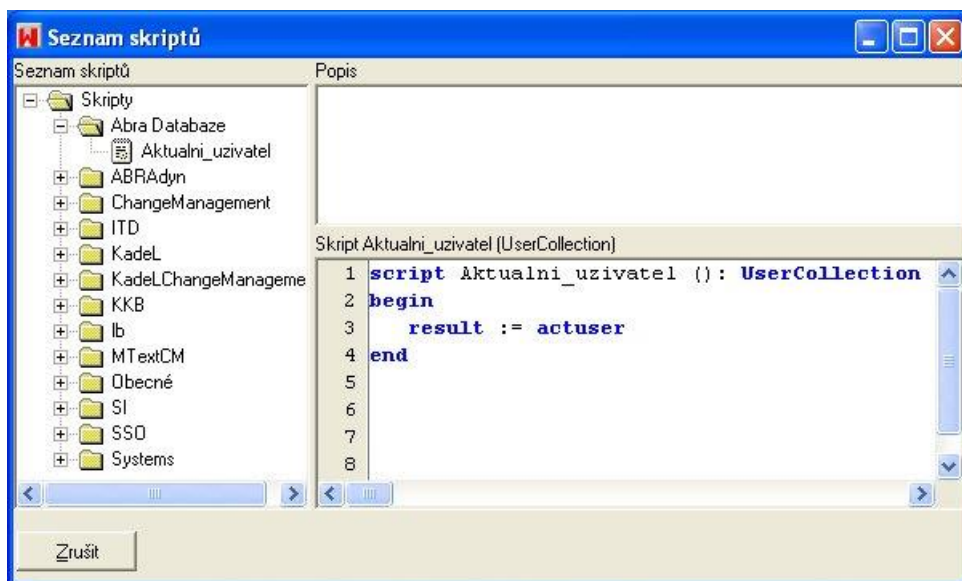 Seznam skriptů
Seznam skriptů
Skripty
Abra Databaze
Aktualni_uzivatel
ABRAdyn
ChangeManagement
ITD
KadeL
KadeLChangeManageme
KKB
Ib
MTextCM
Obecné
SI
SSO
Systems
Popis
Skript Aktualni_uzivatel (UserCollection)
1 script Aktualni_uzivatel (): UserCollection
2 begin
3 result := actuser
4 end
5
6
7
8
Zrušit